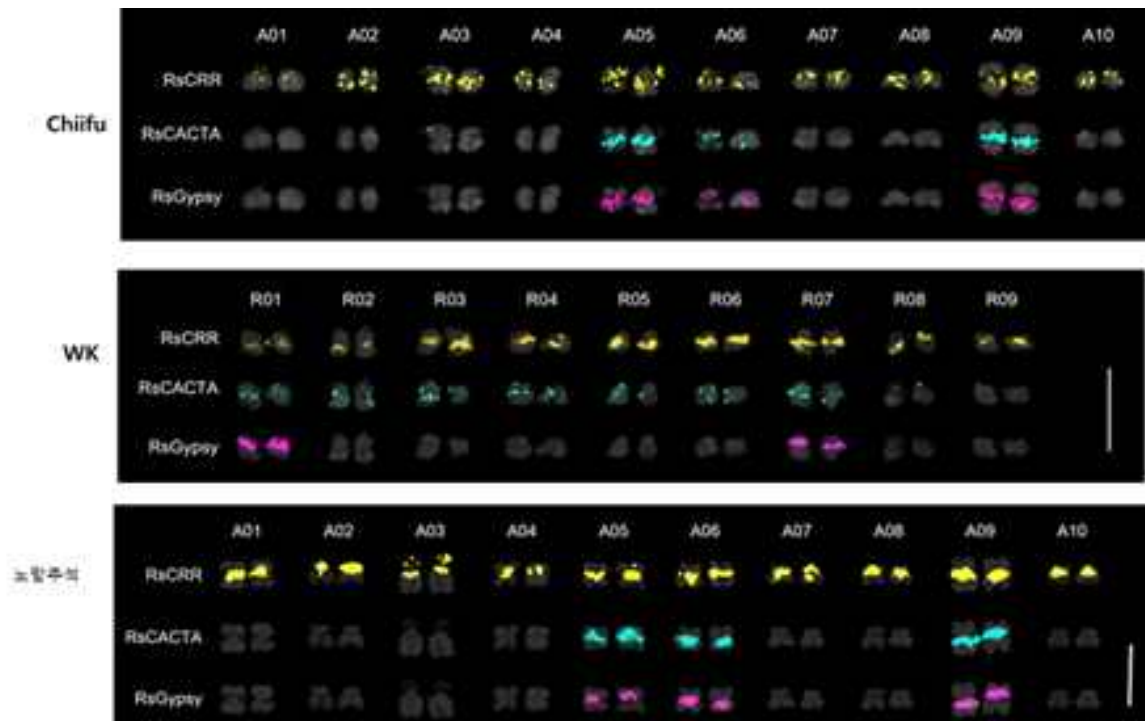 A01 A02 A03 A04 A05 A06 A07 A08 A09 A10
Chiifu
RsCRR
RsCACTA
RsGypsy
R01 R02 R03 R04 R05 R06 R07 R08 R09
WK
RsCRR
RsCACTA
RsGypsy
A01 A02 A03 A04 A05 A06 A07 A08 A09 A10
RsCRR
RsCACTA
RsGypsy